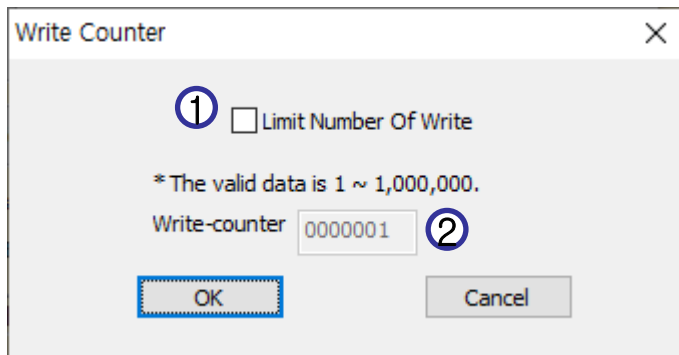 Write Counter
① Limit Number Of Write
* The valid data is 1 ~ 1,000,000.
Write-counter 0000001 ②
OK Cancel